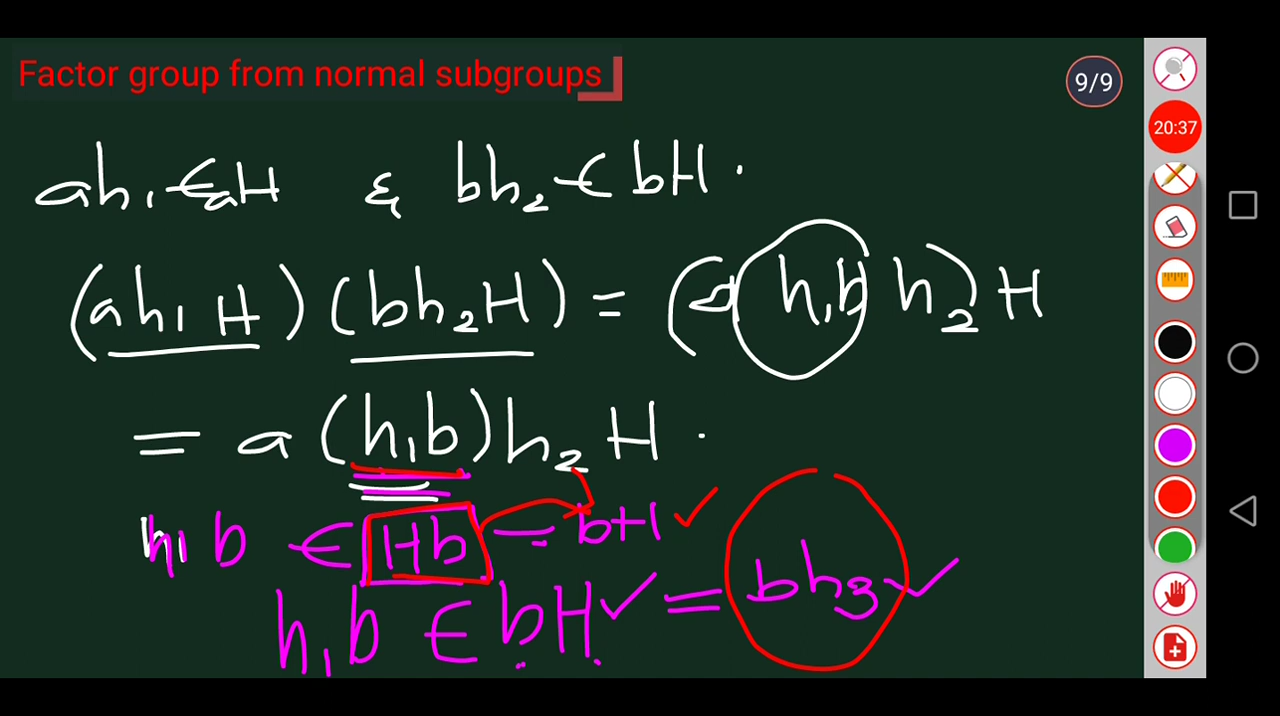 Factor group from normal subgroups
9/9
20:37
ah₁ ∈ aH & bh₂ ∈ bH.
(ah₁H)(bh₂H) = (a h₁b h₂)H
= a(h₁b)h₂H.
h₁b ∈ Hb = bH ✓
h₁b ∈ bH ✓ = bh₃ ✓